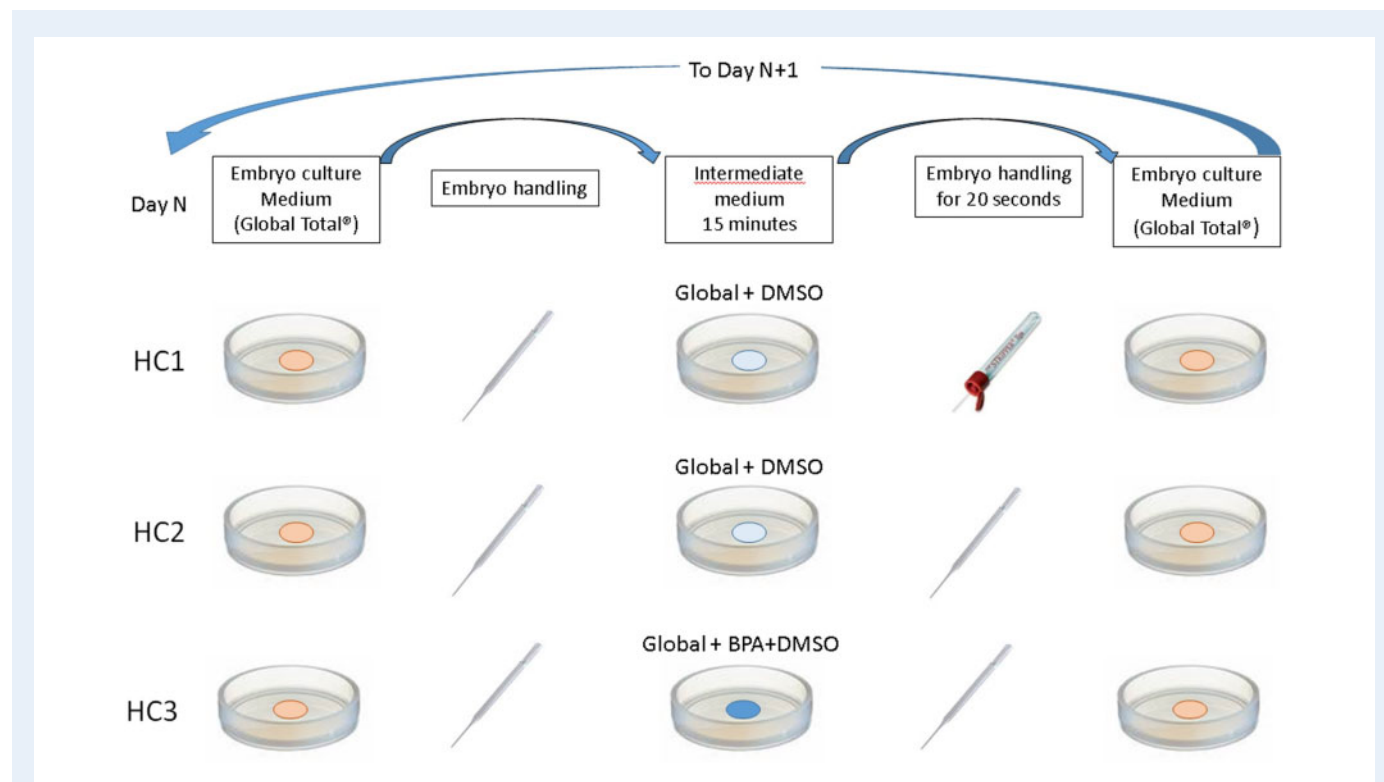 To Day N+1
Day N
Embryo culture
Medium
(Global Total®)
Embryo handling
Intermediate
medium
15 minutes
Embryo handling
for 20 seconds
Embryo culture
Medium
(Global Total®)
Global + DMSO
HC1
Global + DMSO
HC2
Global + BPA+DMSO
HC3